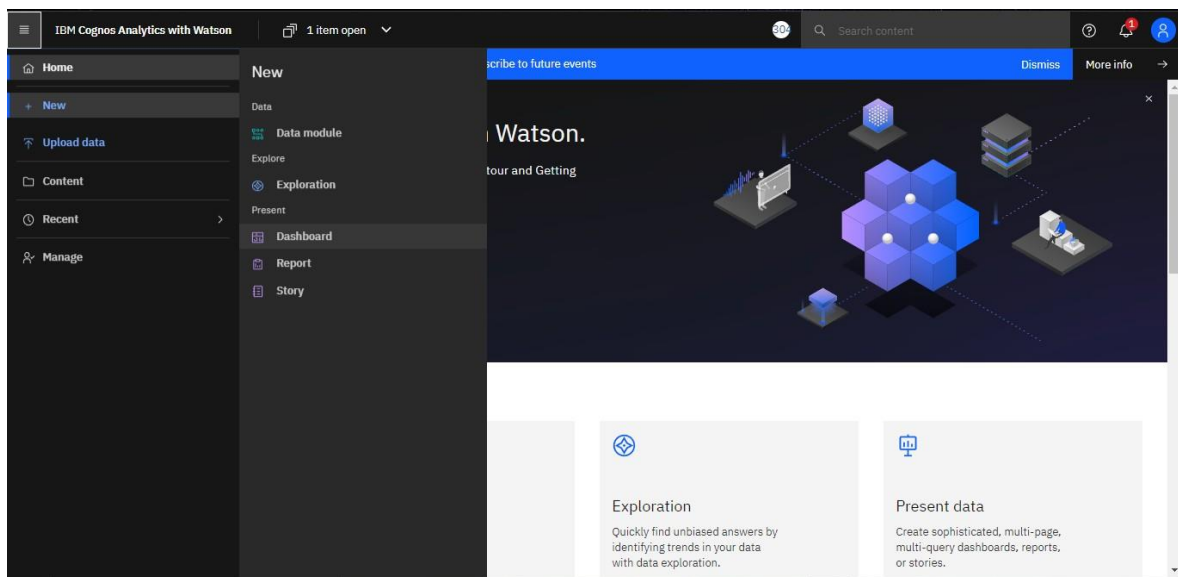 IBM Cognos Analytics with Watson
1 item open
304
Search content
1
Home
New
Upload data
Content
Recent
Manage
New
Data
Data module
Explore
Exploration
Present
Dashboard
Report
Story
scribe to future events
Dismiss
More info
Watson.
tour and Getting
Exploration
Quickly find unbiased answers by
identifying trends in your data
with data exploration.
Present data
Create sophisticated, multi-page,
multi-query dashboards, reports,
or stories.